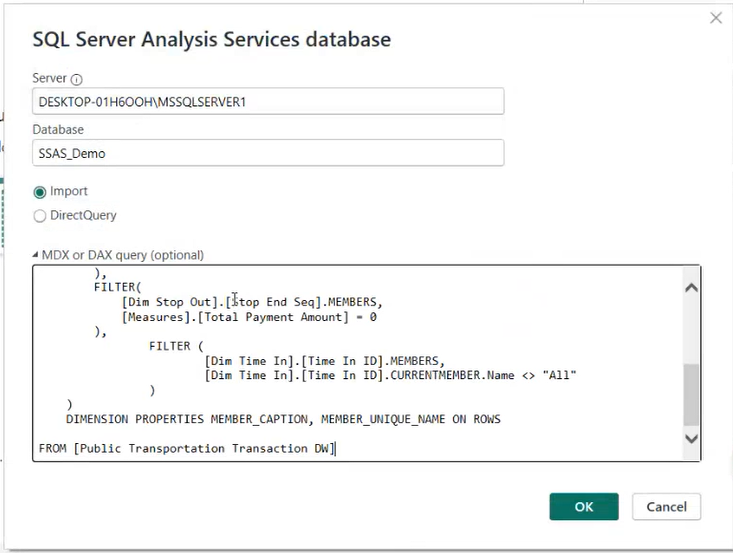 SQL Server Analysis Services database
Server
DESKTOP-01H6OOH\MSSQLSERVER1
Database
SSAS_Demo
Import
DirectQuery
MDX or DAX query (optional)
),
FILTER(
[Dim Stop Out].[Stop End Seq].MEMBERS,
[Measures].[Total Payment Amount] = 0
),
FILTER (
[Dim Time In].[Time In ID].MEMBERS,
[Dim Time In].[Time In ID].CURRENTMEMBER.Name <> "All"
)
)
DIMENSION PROPERTIES MEMBER_CAPTION, MEMBER_UNIQUE_NAME ON ROWS
FROM [Public Transportation Transaction DW]
OK
Cancel